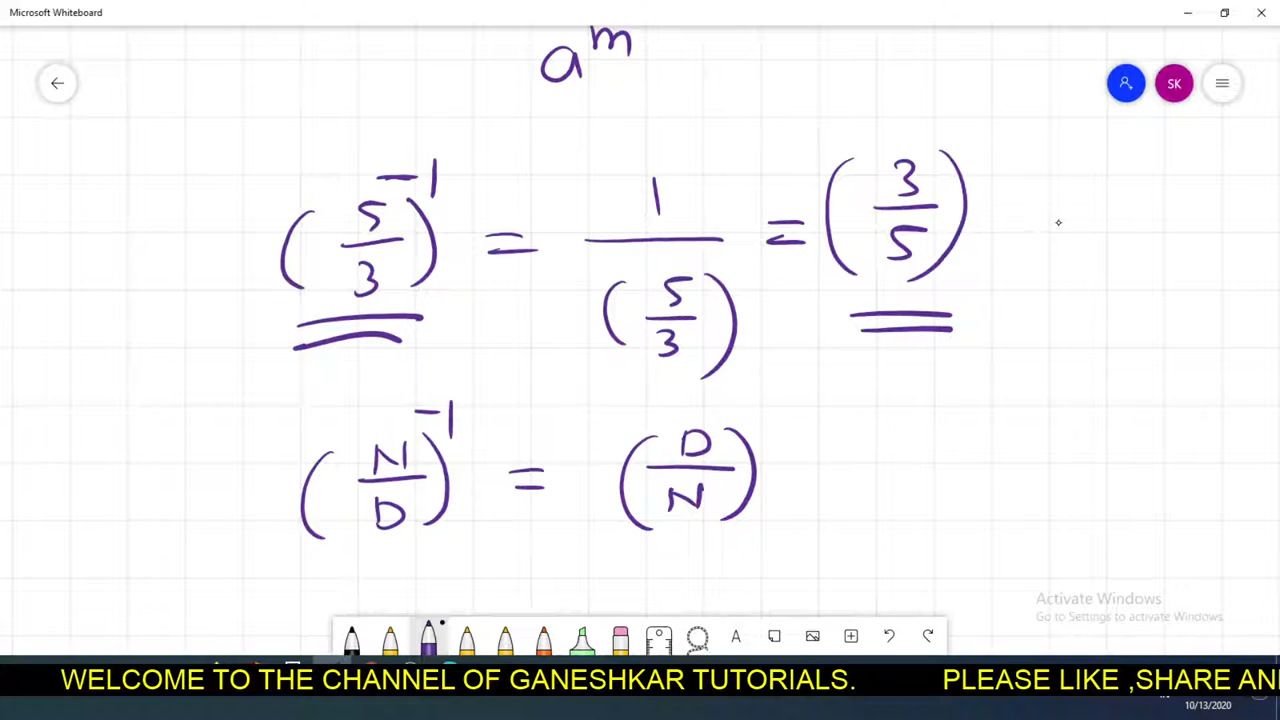 Microsoft Whiteboard
a^m
SK
(5/3)^-1 = 1/(5/3) = (3/5)
(N/D)^-1 = (D/N)
Activate Windows
Go to Settings to activate Windows.
A
WELCOME TO THE CHANNEL OF GANESHKAR TUTORIALS. PLEASE LIKE ,SHARE AN
10/13/2020